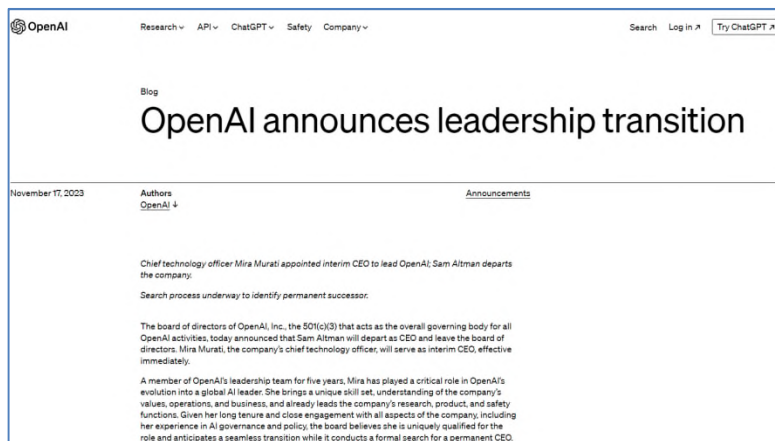 OpenAI
Research API ChatGPT Safety Company
Search Log in ↗ Try ChatGPT ↗
Blog
OpenAI announces leadership transition
November 17, 2023
Authors
OpenAI ↓
Announcements
Chief technology officer Mira Murati appointed interim CEO to lead OpenAI; Sam Altman departs
the company.
Search process underway to identify permanent successor.
The board of directors of OpenAI, Inc., the 501(c)(3) that acts as the overall governing body for all
OpenAI activities, today announced that Sam Altman will depart as CEO and leave the board of
directors. Mira Murati, the company's chief technology officer, will serve as interim CEO, effective
immediately.
A member of OpenAI's leadership team for five years, Mira has played a critical role in OpenAI's
evolution into a global AI leader. She brings a unique skill set, understanding of the company's
values, operations, and business, and already leads the company's research, product, and safety
functions. Given her long tenure and close engagement with all aspects of the company, including
her experience in AI governance and policy, the board believes she is uniquely qualified for the
role and anticipates a seamless transition while it conducts a formal search for a permanent CEO.